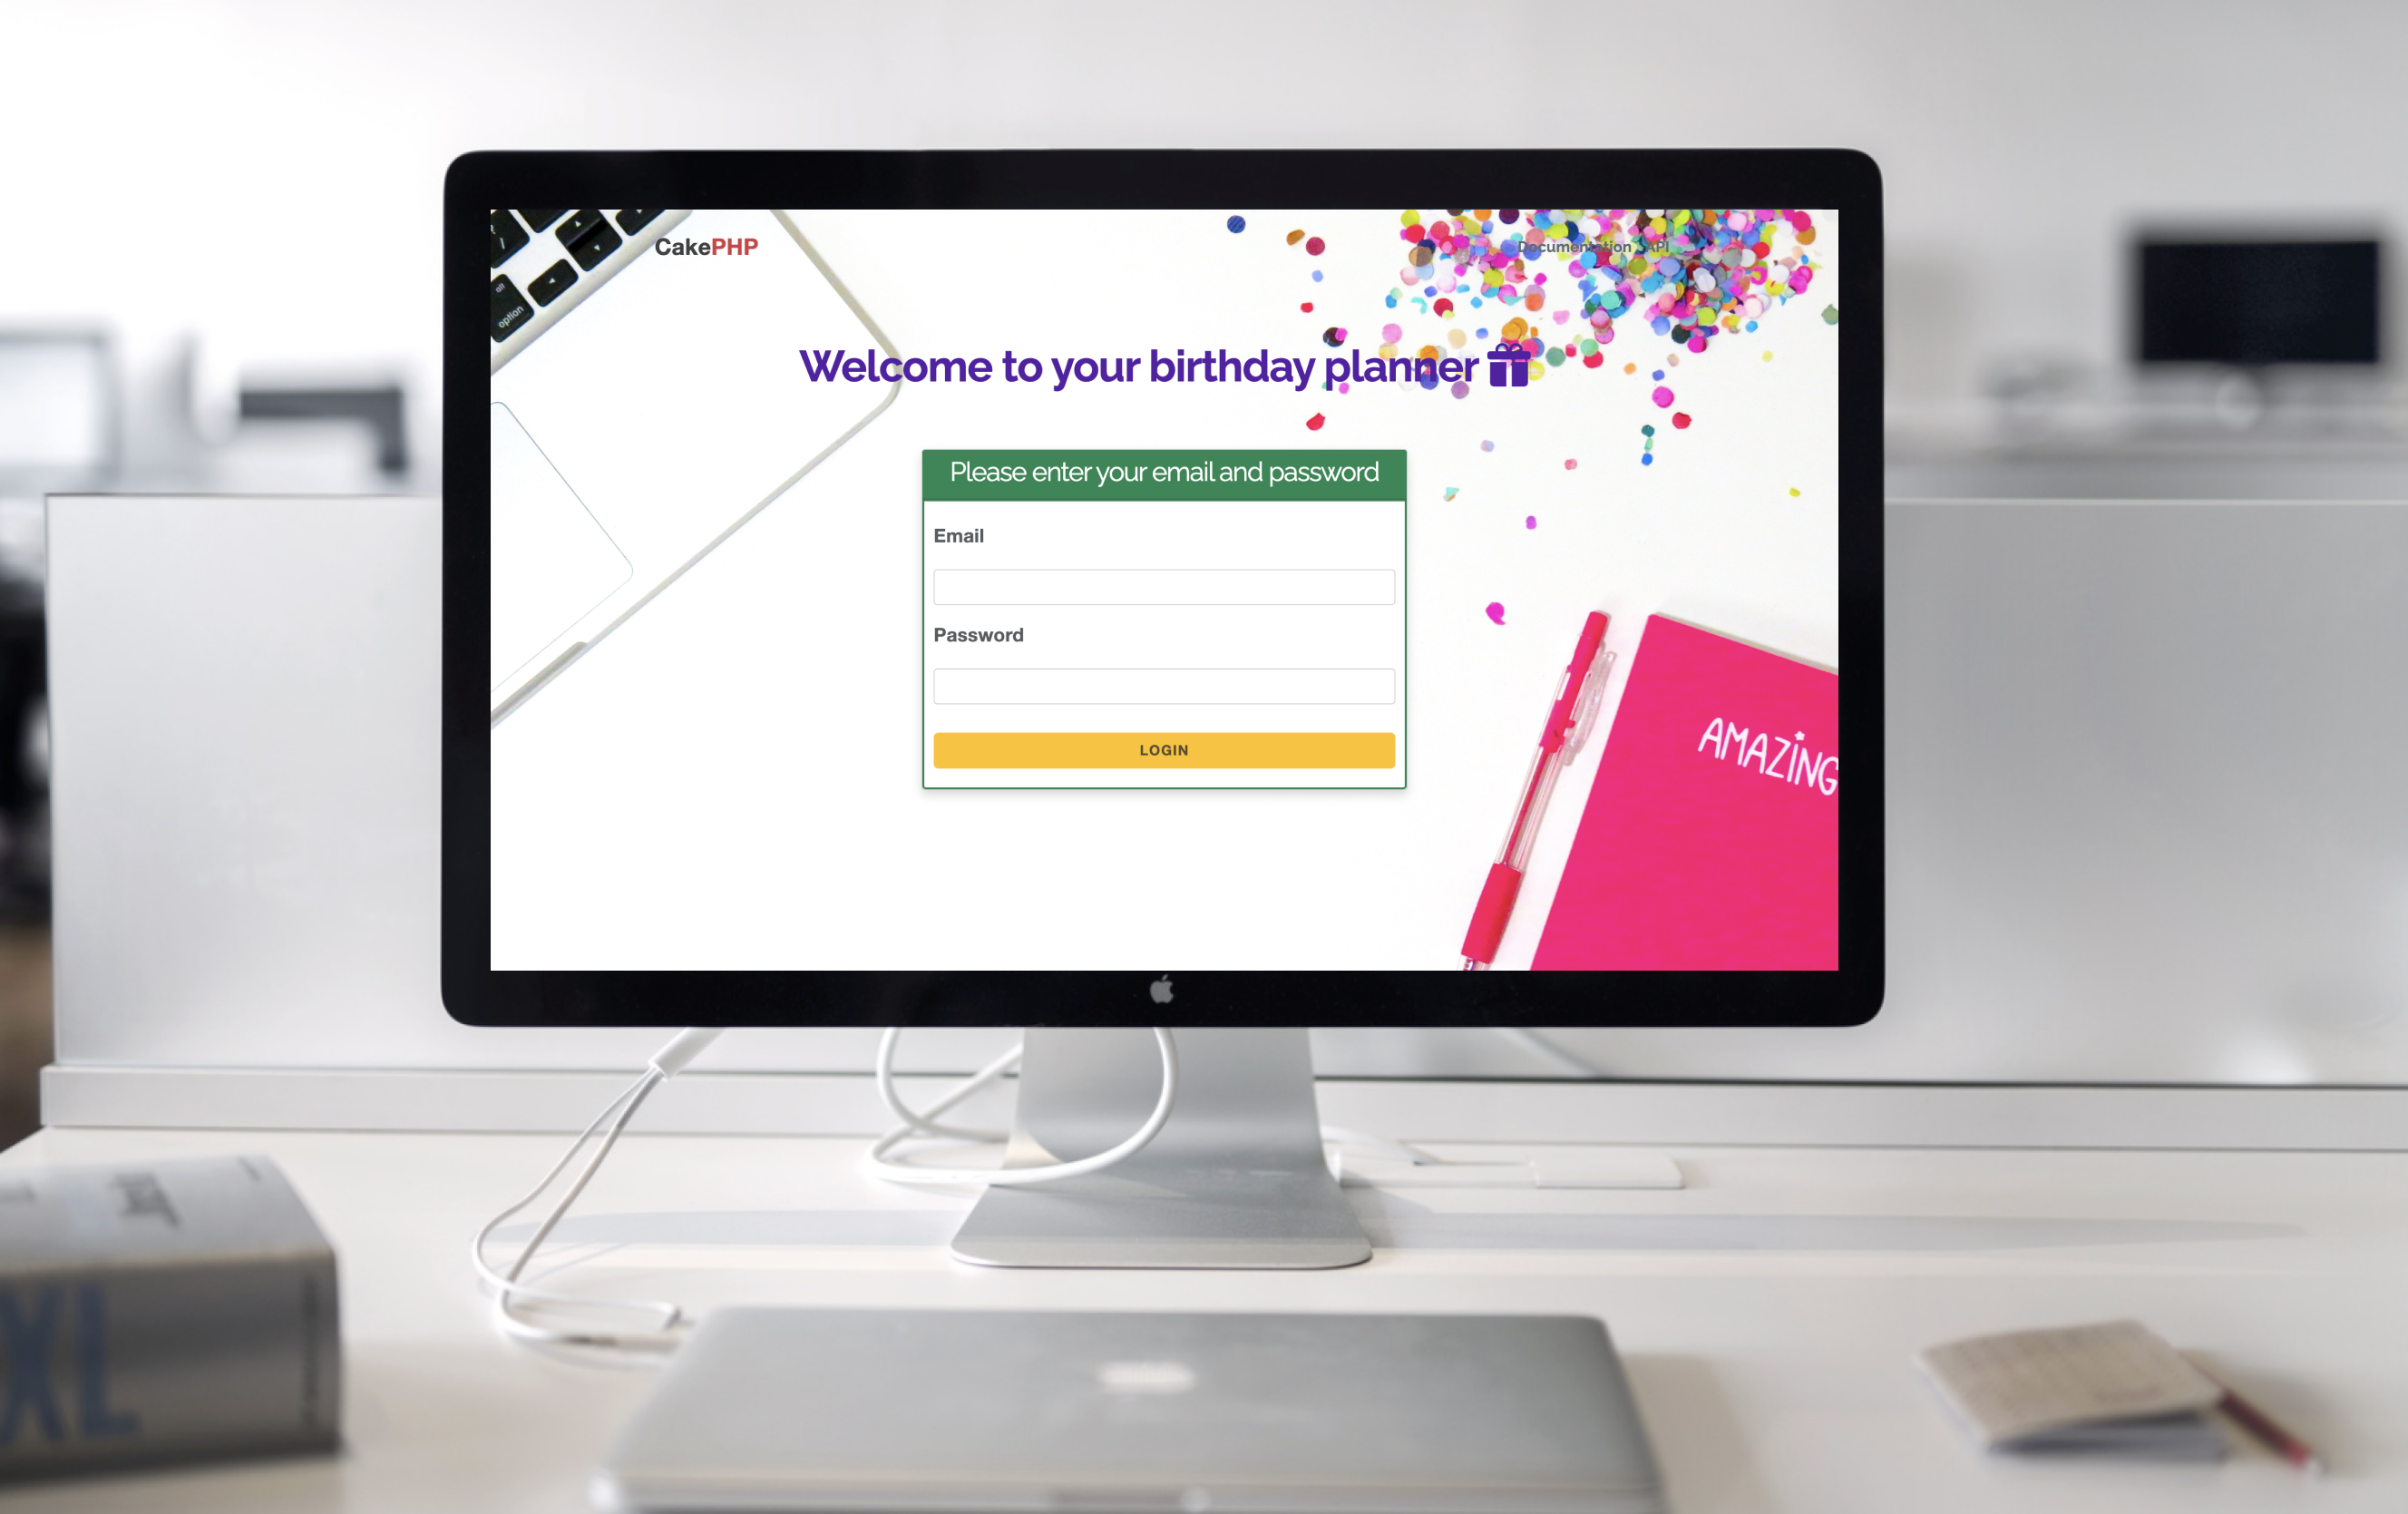 CakePHP
Documentation API
alt
option
Welcome to your birthday planner
Please enter your email and password
Email
Password
LOGIN
AMAZING
XL